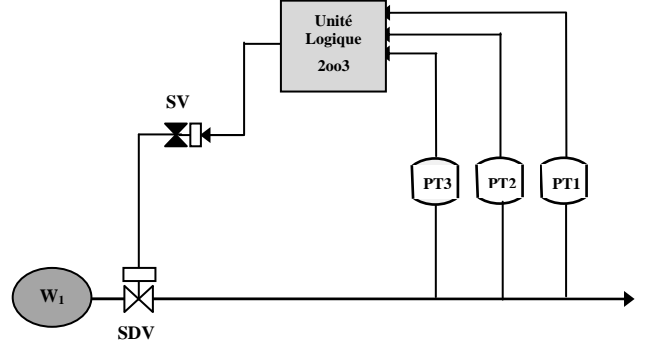 Unité
Logique
2oo3
SV
PT3
PT2
PT1
W₁
SDV